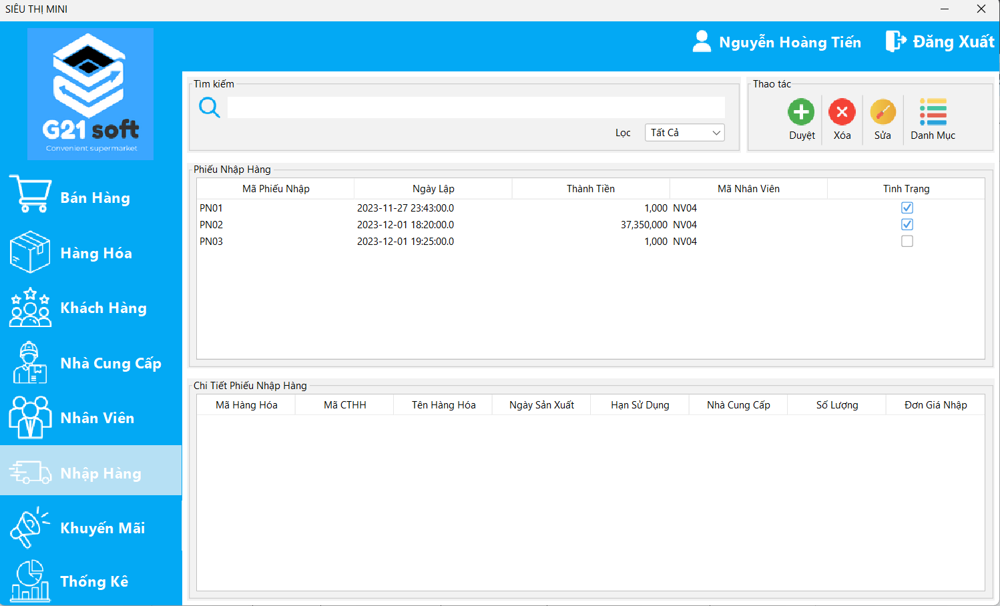 SIÊU THỊ MINI
Nguyễn Hoàng Tiến
Đăng Xuất
G21 soft
Convenient supermarket
Bán Hàng
Hàng Hóa
Khách Hàng
Nhà Cung Cấp
Nhân Viên
Nhập Hàng
Khuyến Mãi
Thống Kê
Tìm kiếm
Lọc Tất Cả
Thao tác
Duyệt Xóa Sửa Danh Mục
Phiếu Nhập Hàng
Mã Phiếu Nhập Ngày Lập Thành Tiền Mã Nhân Viên Tình Trạng
PN01 2023-11-27 23:43:00.0 1,000 NV04
PN02 2023-12-01 18:20:00.0 37,350,000 NV04
PN03 2023-12-01 19:25:00.0 1,000 NV04
Chi Tiết Phiếu Nhập Hàng
Mã Hàng Hóa Mã CTHH Tên Hàng Hóa Ngày Sản Xuất Hạn Sử Dụng Nhà Cung Cấp Số Lượng Đơn Giá Nhập